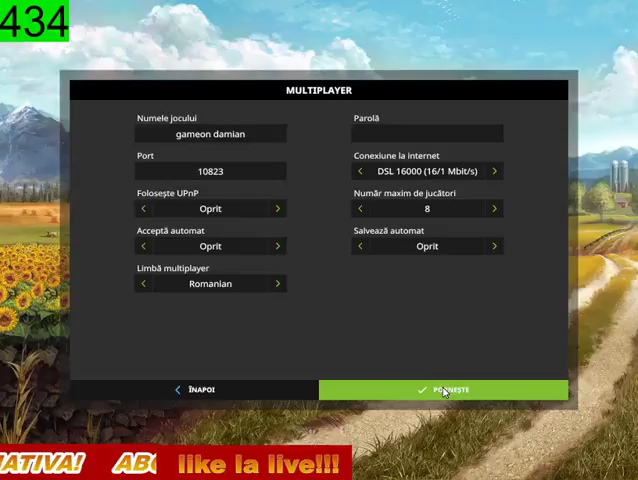 434
MULTIPLAYER
Numele jocului
gameon damian
Parolă
Port
10823
Conexiune la internet
DSL 16000 (16/1 Mbit/s)
Folosește UPnP
Oprit
Număr maxim de jucători
8
Acceptă automat
Oprit
Salvează automat
Oprit
Limbă multiplayer
Romanian
ÎNAPOI
PORNEȘTE
like la live!!!